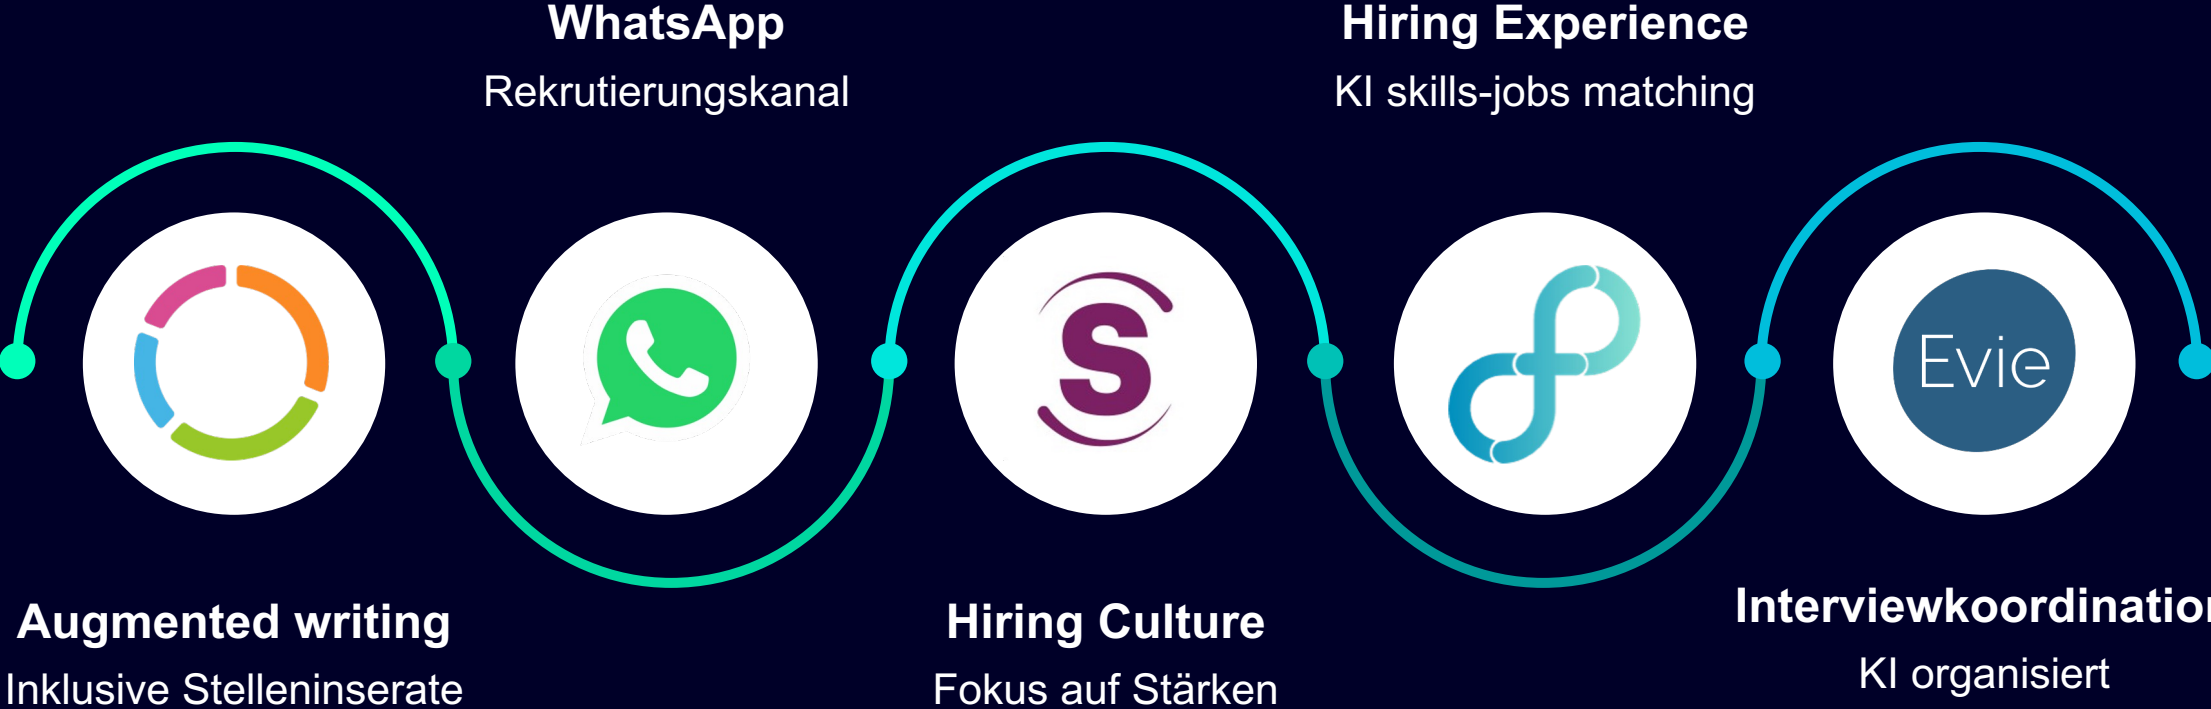 WhatsApp
Rekrutierungskanal
Hiring Experience
KI skills-jobs matching
S
Evie
Augmented writing
Inklusive Stelleninserate
Hiring Culture
Fokus auf Stärken
Interviewkoordination
KI organisiert